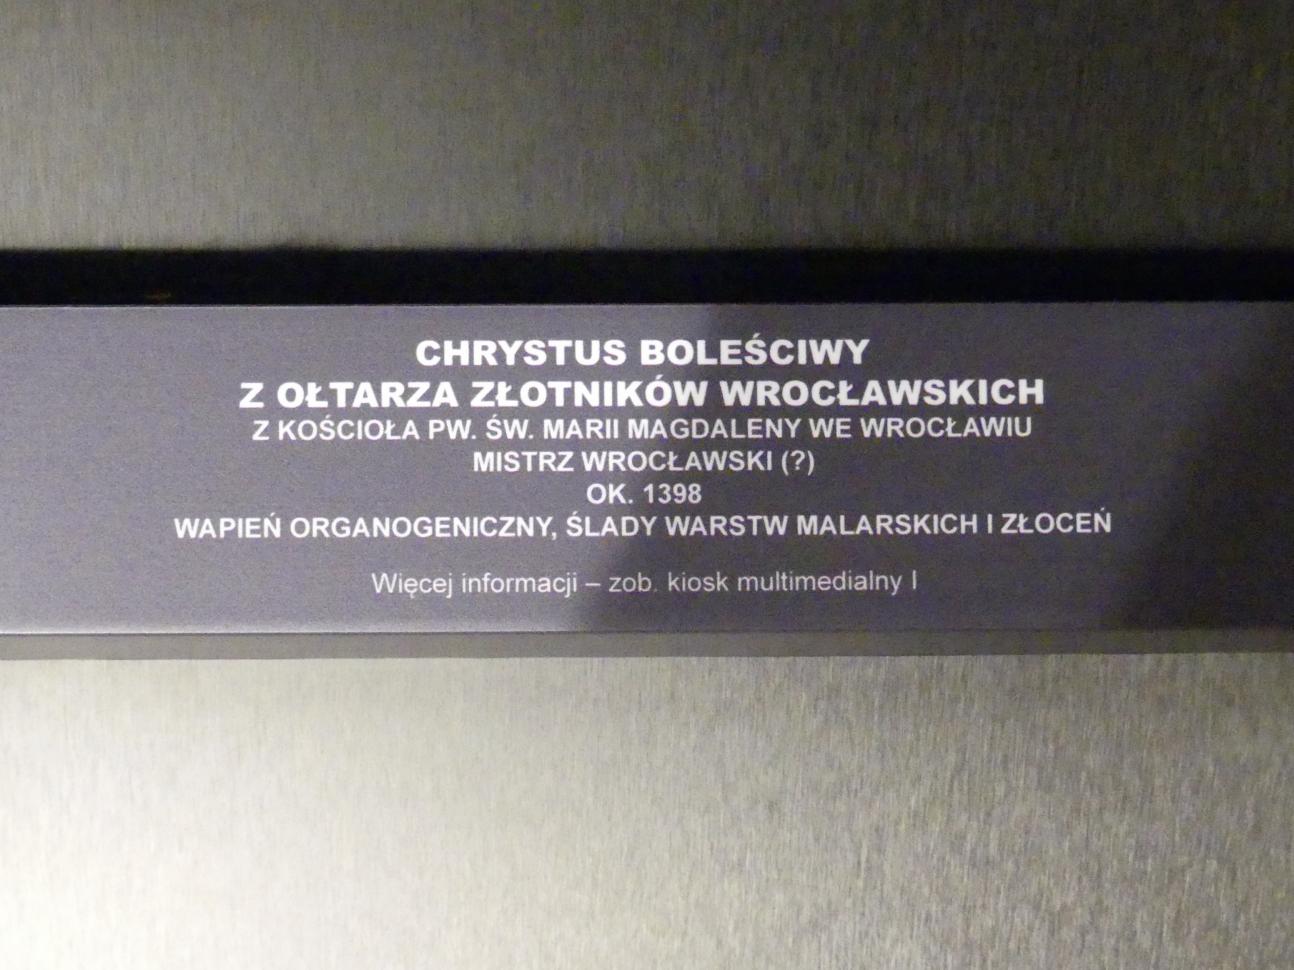 CHRYSTUS BOLEŚCIWY
Z OŁTARZA ZŁOTNIKÓW WROCŁAWSKICH
Z KOŚCIOŁA PW. ŚW. MARII MAGDALENY WE WROCŁAWIU
MISTRZ WROCŁAWSKI (?)
OK. 1398
WAPIEŃ ORGANOGENICZNY, ŚLADY WARSTW MALARSKICH I ZŁOCEŃ
Więcej informacji – zob. kiosk multimedialny I